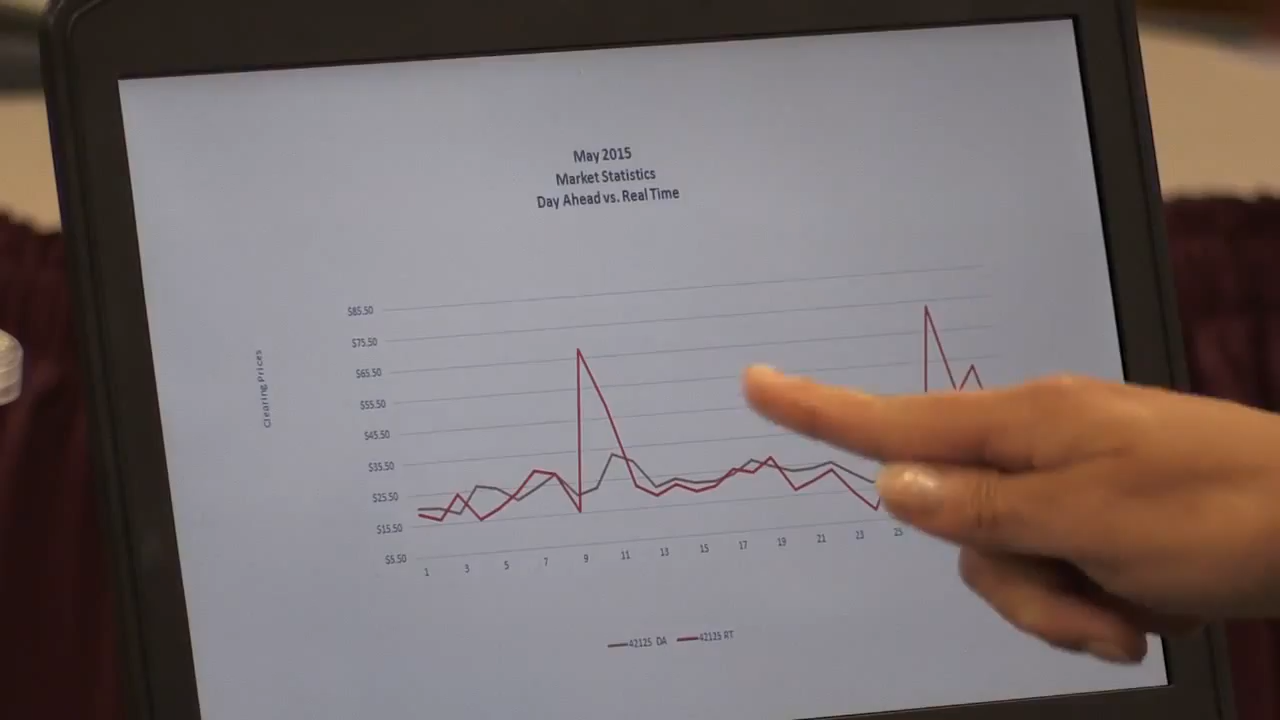 May 2015
Market Statistics
Day Ahead vs. Real Time
Clearing Prices
$85.50
$75.50
$65.50
$55.50
$45.50
$35.50
$25.50
$15.50
$5.50
1 3 5 7 9 11 13 15 17 19 21 23 25
42125 DA 42125 RT